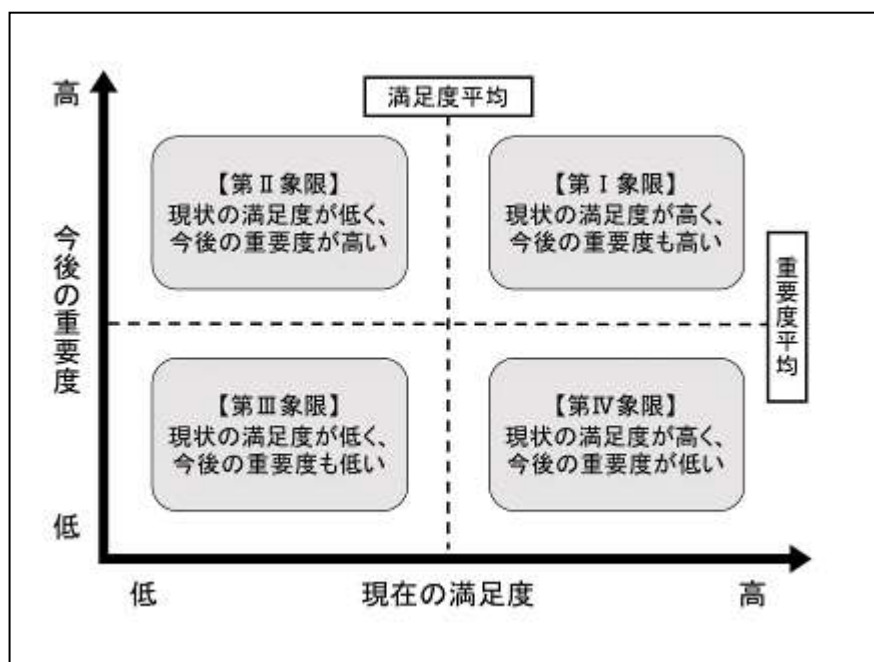 高
満足度平均
【第Ⅱ象限】
現状の満足度が低く、
今後の重要度が高い
【第Ⅰ象限】
現状の満足度が高く、
今後の重要度も高い
今後の重要度
重要度平均
【第Ⅲ象限】
現状の満足度が低く、
今後の重要度も低い
【第Ⅳ象限】
現状の満足度が高く、
今後の重要度が低い
低
低
現在の満足度
高